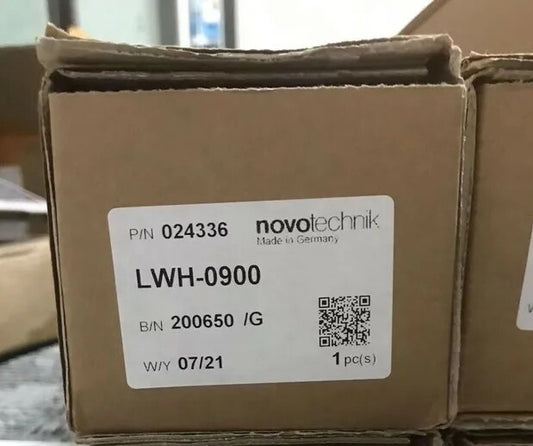 P/N 024336
novotechnik
Made in Germany
LWH-0900
B/N 200650 /G
W/Y 07/21
1 pc(s)